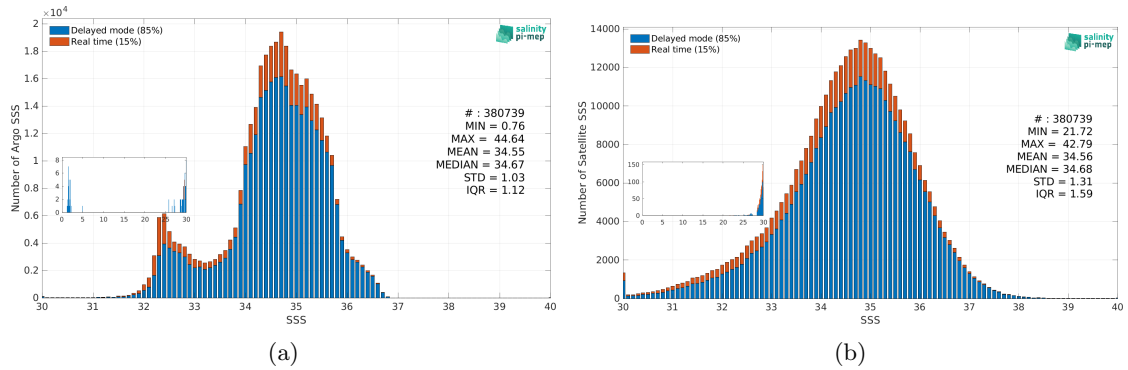 2 ×10⁴
1.8
1.6
1.4
1.2
1
0.8
0.6
0.4
0.2
0
Number of Argo SSS
Delayed mode (85%)
Real time (15%)
salinity
pi-mep
# : 380739
MIN = 0.76
MAX = 44.64
MEAN = 34.55
MEDIAN = 34.67
STD = 1.03
IQR = 1.12
8
6
4
2
0
5 10 15 20 25 30
30 31 32 33 34 35 36 37 38 39 40
SSS
(a)
14000
12000
10000
8000
6000
4000
2000
0
Number of Satellite SSS
Delayed mode (85%)
Real time (15%)
salinity
pi-mep
# : 380739
MIN = 21.72
MAX = 42.79
MEAN = 34.56
MEDIAN = 34.68
STD = 1.31
IQR = 1.59
150
100
50
0
0 5 10 15 20 25 30
30 31 32 33 34 35 36 37 38 39 40
SSS
(b)